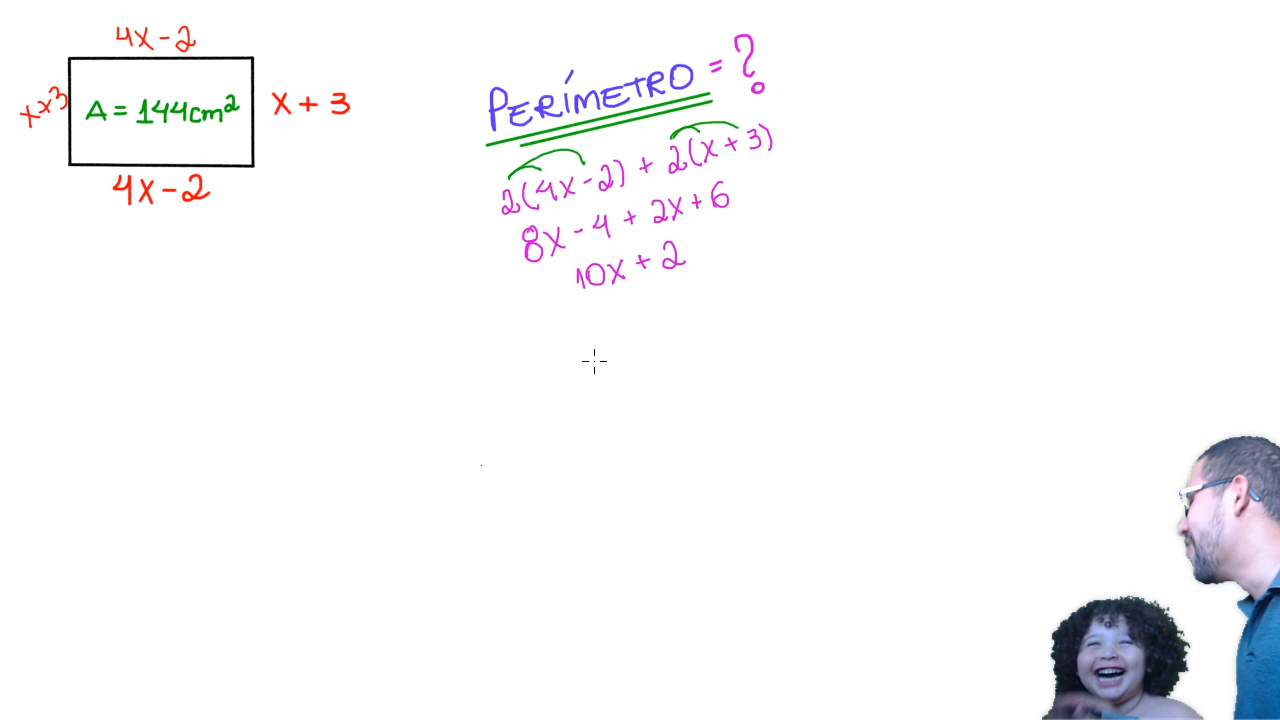 4x - 2
x x 3
A = 144cm²
x + 3
4x - 2
PERÍMETRO = ?
2(4x - 2) + 2(x + 3)
8x - 4 + 2x + 6
10x + 2